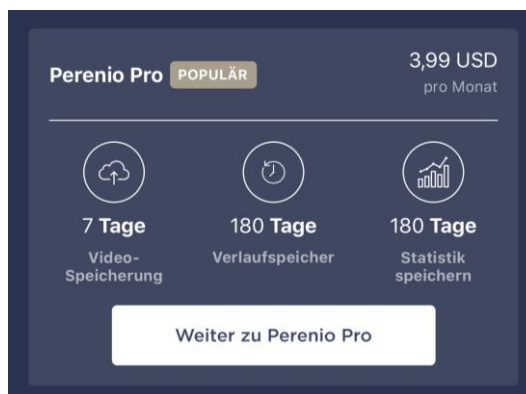 Perenio Pro POPULÄR
3,99 USD
pro Monat
7 Tage
Video-
Speicherung
180 Tage
Verlaufspeicher
180 Tage
Statistik
speichern
Weiter zu Perenio Pro